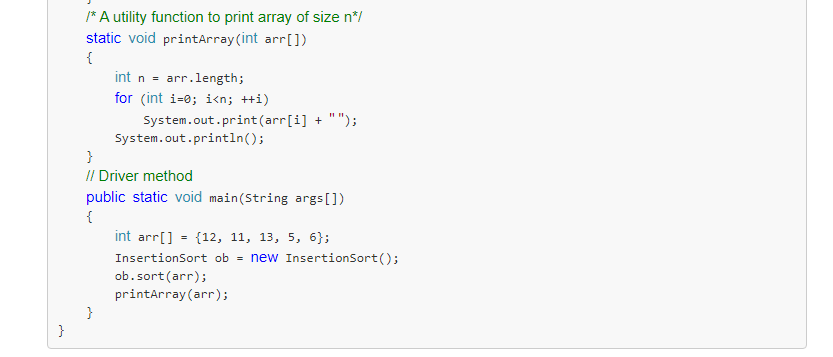 /* A utility function to print array of size n*/
static void printArray(int arr[])
{
int n = arr.length;
for (int i=0; i<n; ++i)
System.out.print(arr[i] + " ");
System.out.println();
}
// Driver method
public static void main(String args[])
{
int arr[] = {12, 11, 13, 5, 6};
InsertionSort ob = new InsertionSort();
ob.sort(arr);
printArray(arr);
}
}